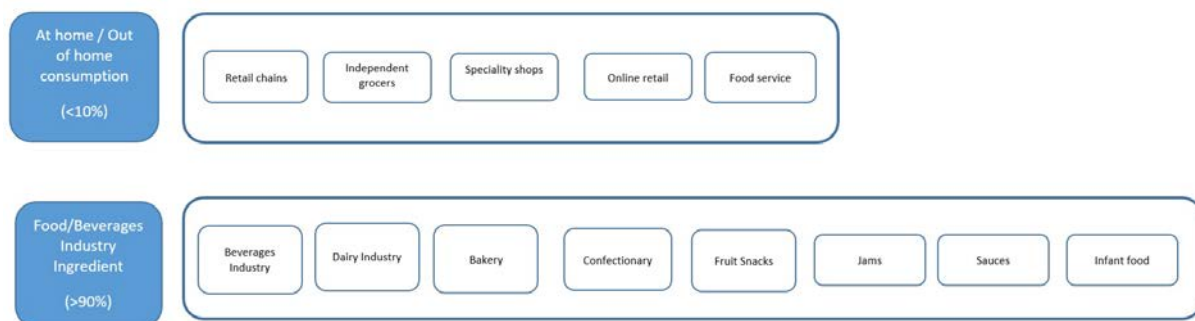 At home / Out
of home
consumption
(<10%)
Retail chains
Independent
grocers
Speciality shops
Online retail
Food service
Food/Beverages
Industry
Ingredient
(>90%)
Beverages
Industry
Dairy Industry
Bakery
Confectionary
Fruit Snacks
Jams
Sauces
Infant food